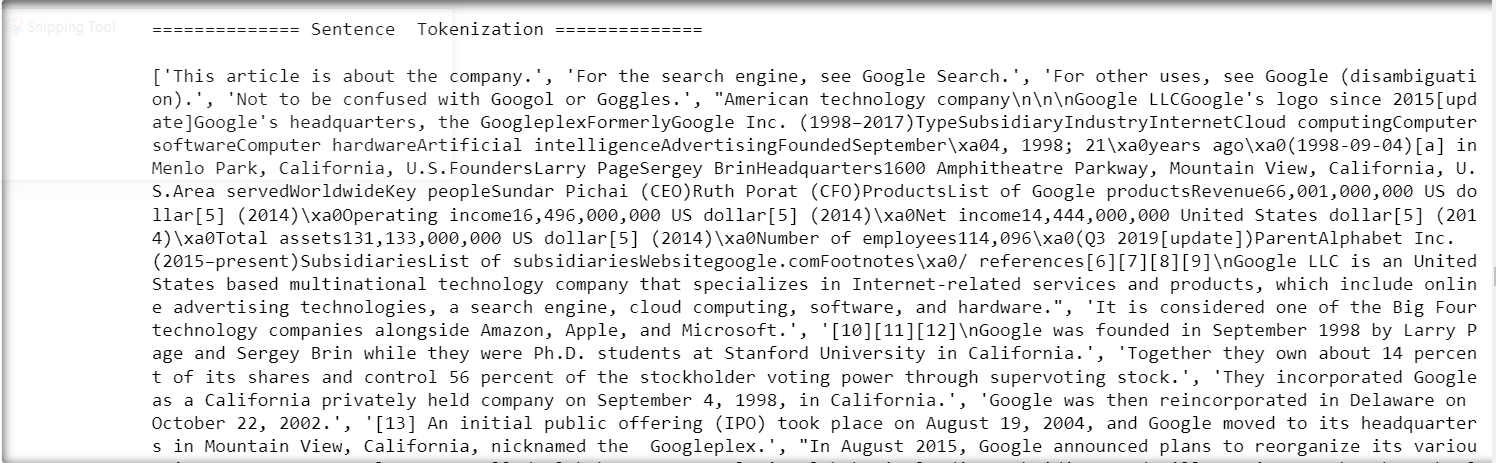 Snipping Tool
============== Sentence  Tokenization ==============
['This article is about the company.', 'For the search engine, see Google Search.', 'For other uses, see Google (disambiguati
on).', 'Not to be confused with Googol or Goggles.', "American technology company\n\n\nGoogle LLCGoogle's logo since 2015[upd
ate]Google's headquarters, the GoogleplexFormerlyGoogle Inc. (1998–2017)TypeSubsidiaryIndustryInternetCloud computingComputer
softwareComputer hardwareArtificial intelligenceAdvertisingFoundedSeptember\xa04, 1998; 21\xa0years ago\xa0(1998-09-04)[a] in
Menlo Park, California, U.S.FoundersLarry PageSergey BrinHeadquarters1600 Amphitheatre Parkway, Mountain View, California, U.
S.Area servedWorldwideKey peopleSundar Pichai (CEO)Ruth Porat (CFO)ProductsList of Google productsRevenue66,001,000,000 US do
llar[5] (2014)\xa0Operating income16,496,000,000 US dollar[5] (2014)\xa0Net income14,444,000,000 United States dollar[5] (201
4)\xa0Total assets131,133,000,000 US dollar[5] (2014)\xa0Number of employees114,096\xa0(Q3 2019[update])ParentAlphabet Inc.
(2015–present)SubsidiariesList of subsidiariesWebsitegoogle.comFootnotes\xa0/ references[6][7][8][9]\nGoogle LLC is an United
States based multinational technology company that specializes in Internet-related services and products, which include onlin
e advertising technologies, a search engine, cloud computing, software, and hardware.", 'It is considered one of the Big Four
technology companies alongside Amazon, Apple, and Microsoft.', '[10][11][12]\nGoogle was founded in September 1998 by Larry P
age and Sergey Brin while they were Ph.D. students at Stanford University in California.', 'Together they own about 14 percen
t of its shares and control 56 percent of the stockholder voting power through supervoting stock.', 'They incorporated Google
as a California privately held company on September 4, 1998, in California.', 'Google was then reincorporated in Delaware on
October 22, 2002.', '[13] An initial public offering (IPO) took place on August 19, 2004, and Google moved to its headquarter
s in Mountain View, California, nicknamed the  Googleplex.', "In August 2015, Google announced plans to reorganize its variou